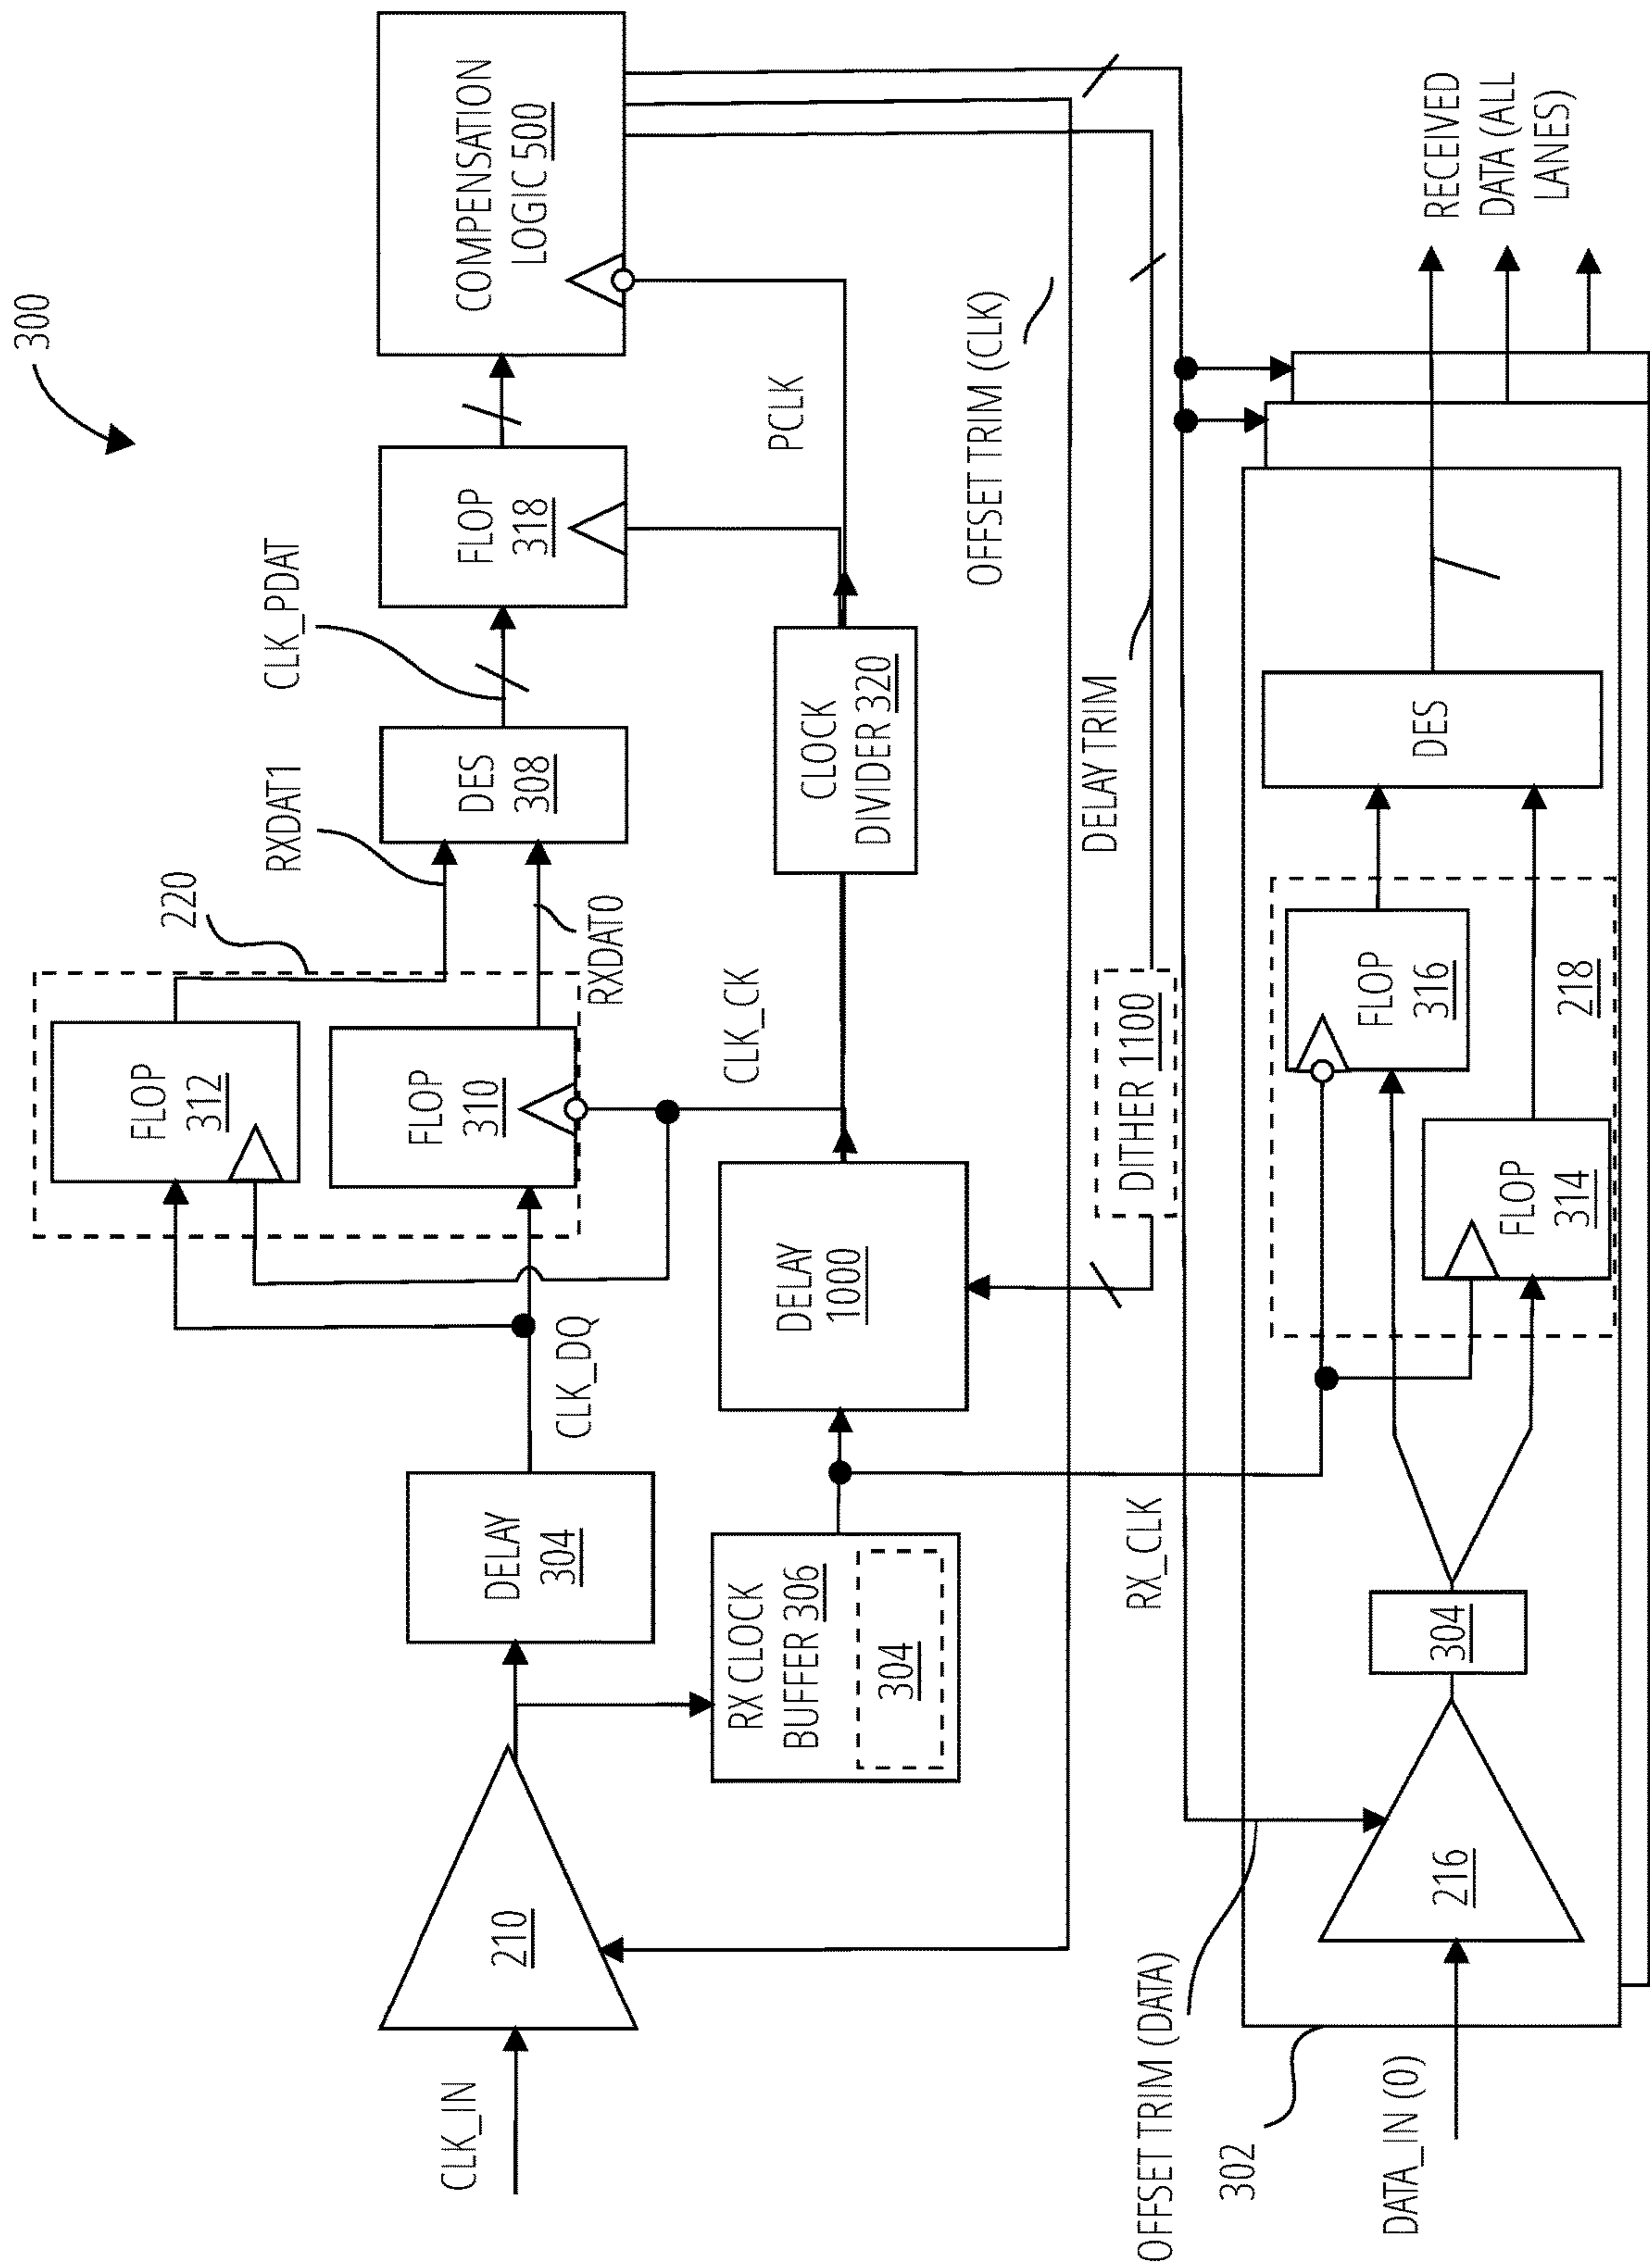 300
CLK_IN
210
DELAY
304
CLK_DQ
220
FLOP
312
FLOP
310
RXDAT1
RXDAT0
DES
308
CLK_PDAT
FLOP
318
COMPENSATION
LOGIC 500
RX CLOCK
BUFFER 306
304
DELAY
1000
CLK_CK
CLOCK
DIVIDER 320
PCLK
OFFSET TRIM (CLK)
DITHER 1100
DELAY TRIM
RX_CLK
OFFSET TRIM (DATA)
302
DATA_IN (0)
216
304
FLOP
316
FLOP
314
218
DES
RECEIVED
DATA (ALL
LANES)